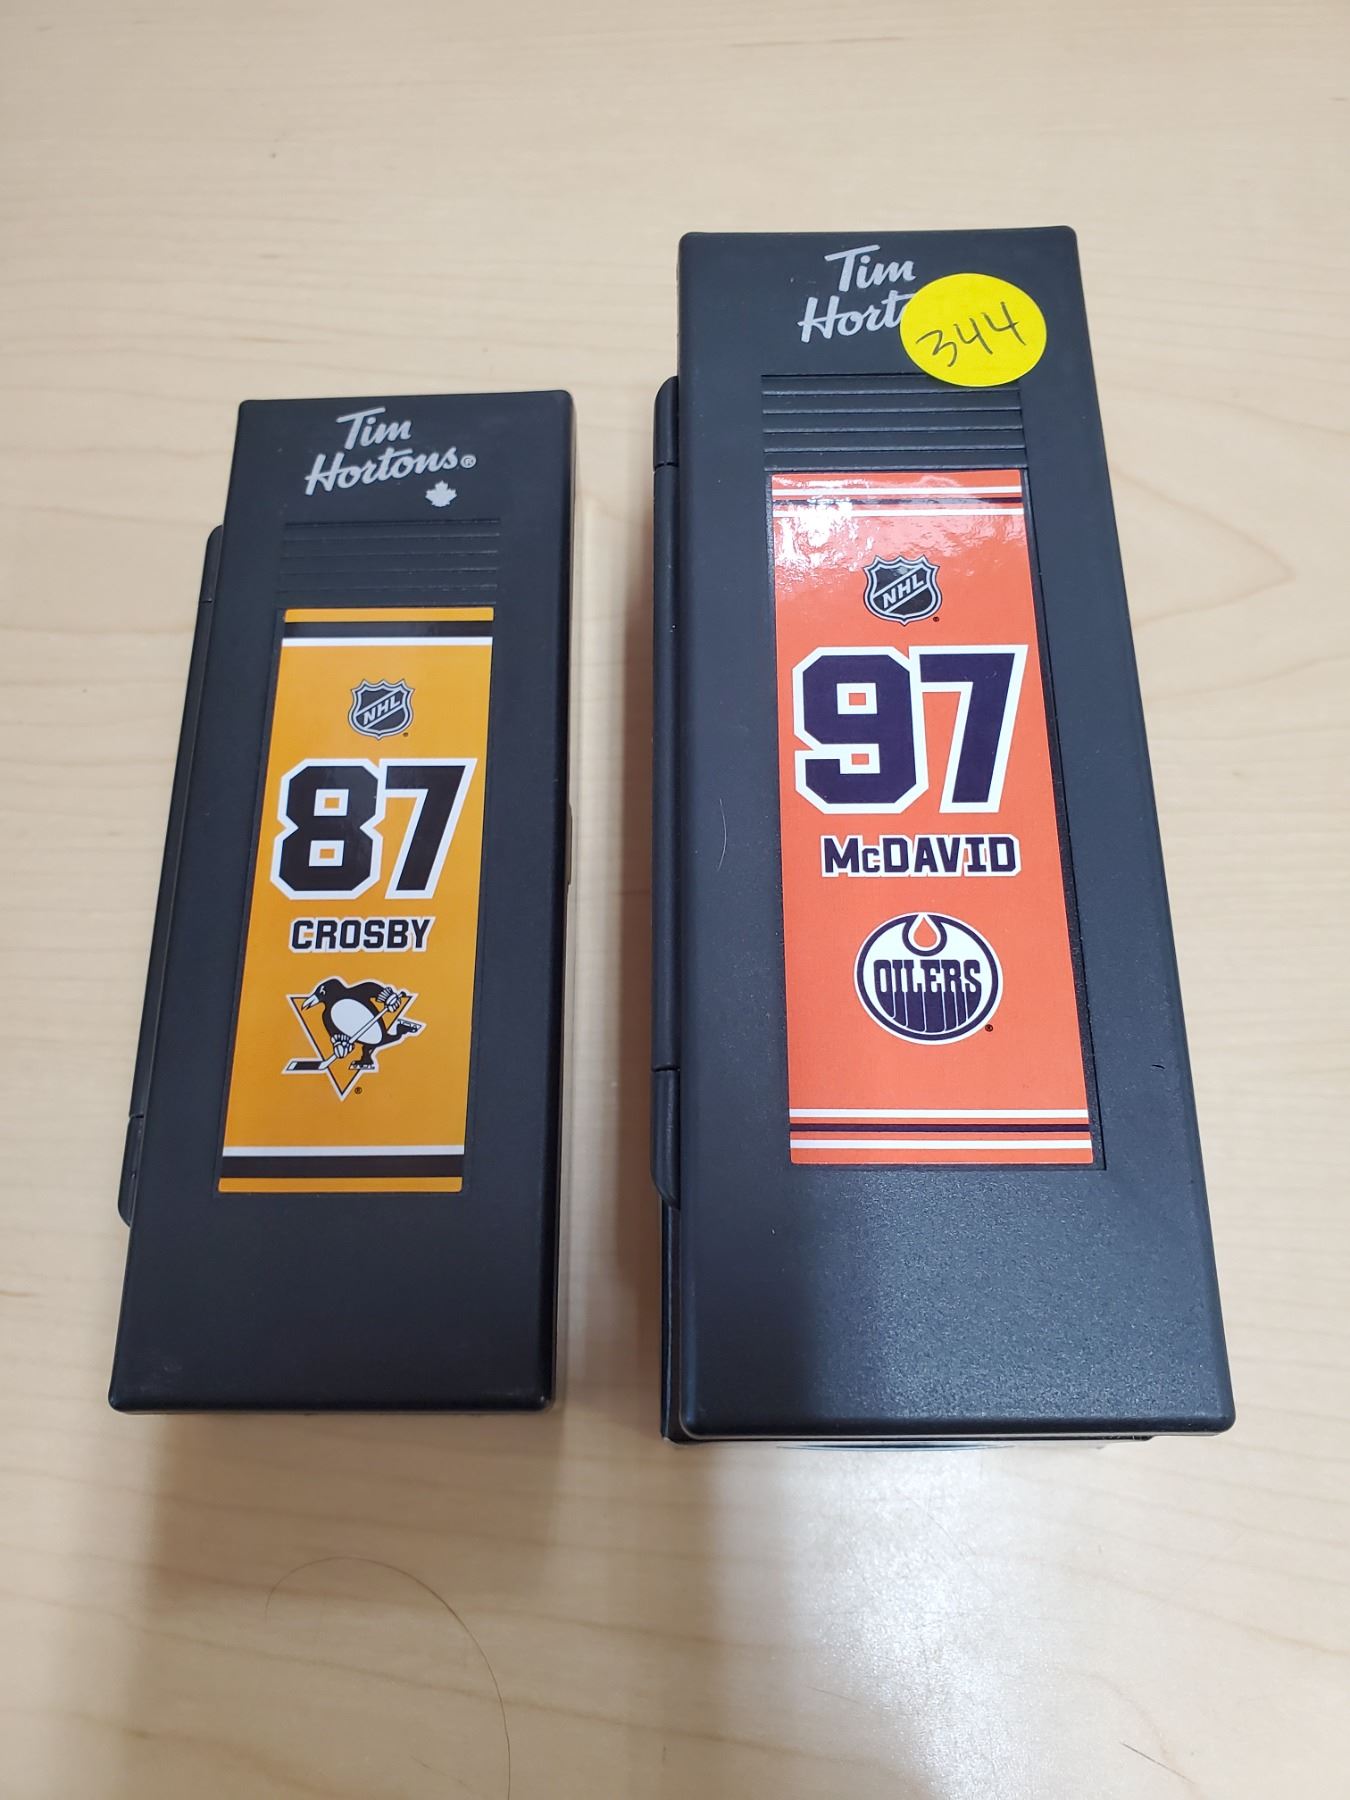 Tim
Hortons®
NHL
87
CROSBY
Tim
Hort
344
NHL
97
McDAVID
OILERS